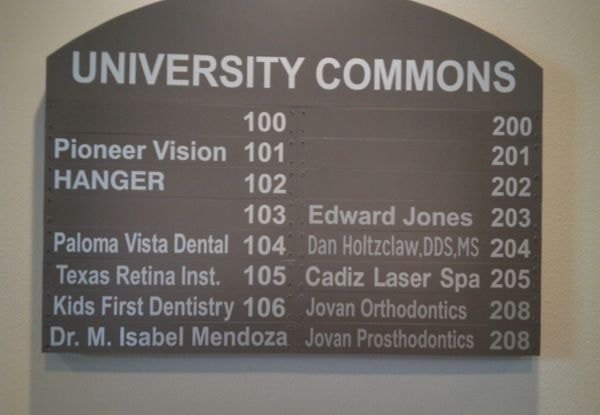 UNIVERSITY COMMONS
100 200
Pioneer Vision 101 201
HANGER 102 202
103 Edward Jones 203
Paloma Vista Dental 104 Dan Holtzclaw,DDS,MS 204
Texas Retina Inst. 105 Cadiz Laser Spa 205
Kids First Dentistry 106 Jovan Orthodontics 208
Dr. M. Isabel Mendoza Jovan Prosthodontics 208